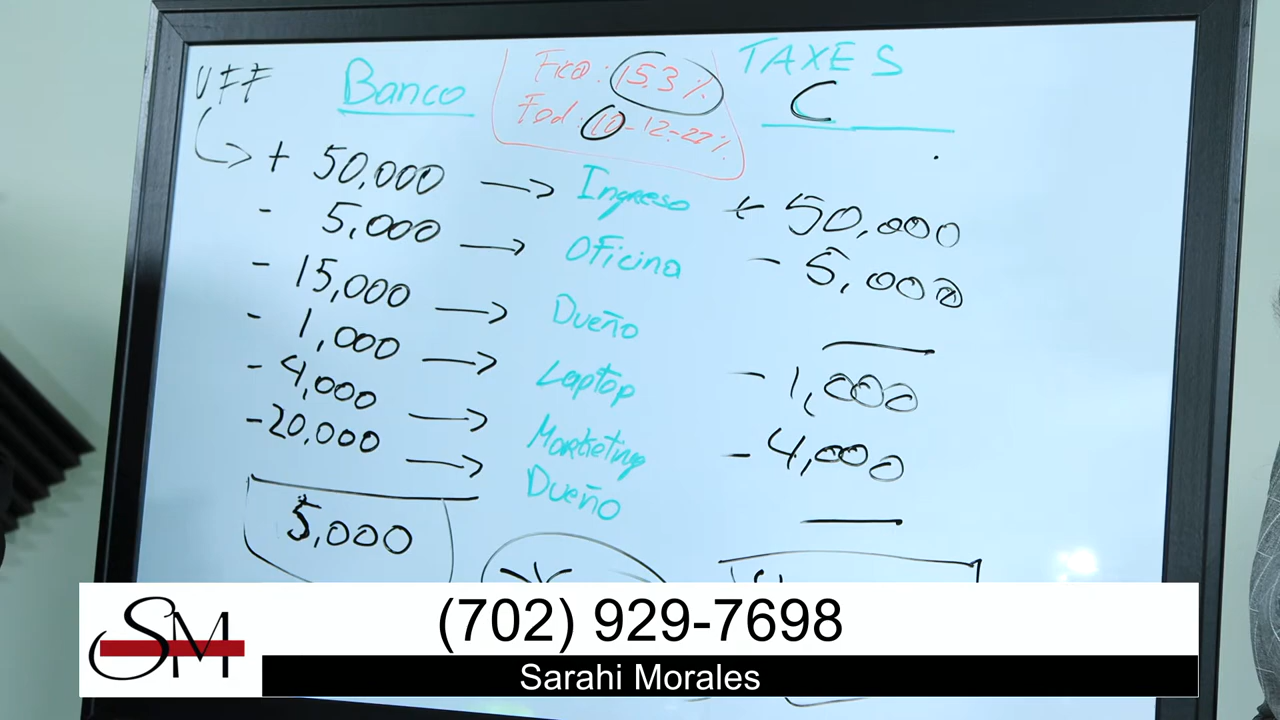 UFF
Banco
Fica: 15.3%
Fed: 10-12-22%
TAXES
C
+ 50,000 → Ingreso + 50,000
- 5,000 → Oficina - 5,000
- 15,000 → Dueño
- 1,000 → Laptop - 1,000
- 4,000 → Marketing - 4,000
- 20,000 → Dueño
5,000
SM
(702) 929-7698
Sarahi Morales